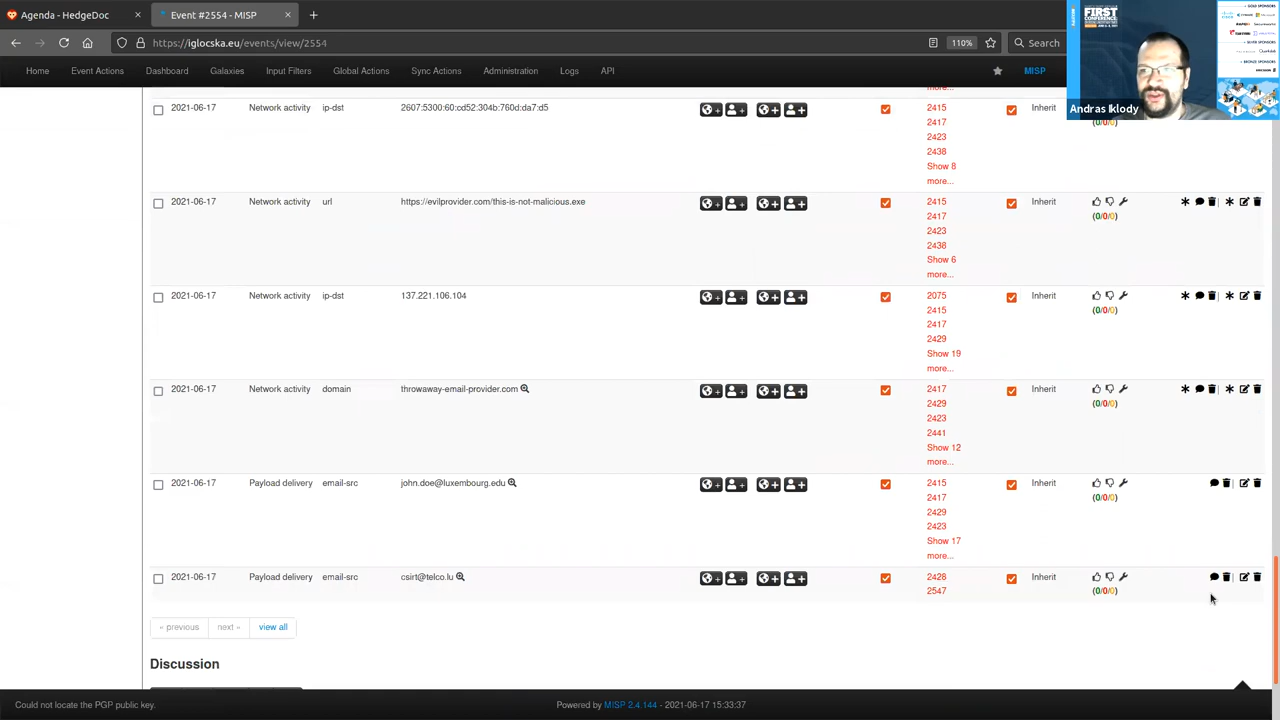 Agenda - HedgeDoc
Event #2554 - MISP
https://iglocska.eu/events/view/2554
110%
Search
FIRST
CONFERENCE
Andras Iklody
Home Event Actions Dashboard Galaxies Input Filters Global Actions Sync Actions Administration Logs API
MISP
more...
2021-06-17 Network activity ip-dst 2607:5300:60:cd52:304b:760d:da7:d5 2415 Inherit
2417 (0/0/0)
2423
2438
Show 8
more...
2021-06-17 Network activity url https://evilprovider.com/this-is-not-malicious.exe 2415 Inherit
2417 (0/0/0)
2423
2438
Show 6
more...
2021-06-17 Network activity ip-dst 137.221.106.104 2075 Inherit
2415 (0/0/0)
2417
2429
Show 19
more...
2021-06-17 Network activity domain throwaway-email-provider.com 2417 Inherit
2429 (0/0/0)
2423
2441
Show 12
more...
2021-06-17 Payload delivery email-src john.doe@luxembourg.edu 2415 Inherit
2417 (0/0/0)
2429
2423
Show 17
more...
2021-06-17 Payload delivery email-src csirt@telco.lu 2428 Inherit
2547 (0/0/0)
« previous next » view all
Discussion
Could not locate the PGP public key. Powered by MISP 2.4.144 - 2021-06-17 15:33:37